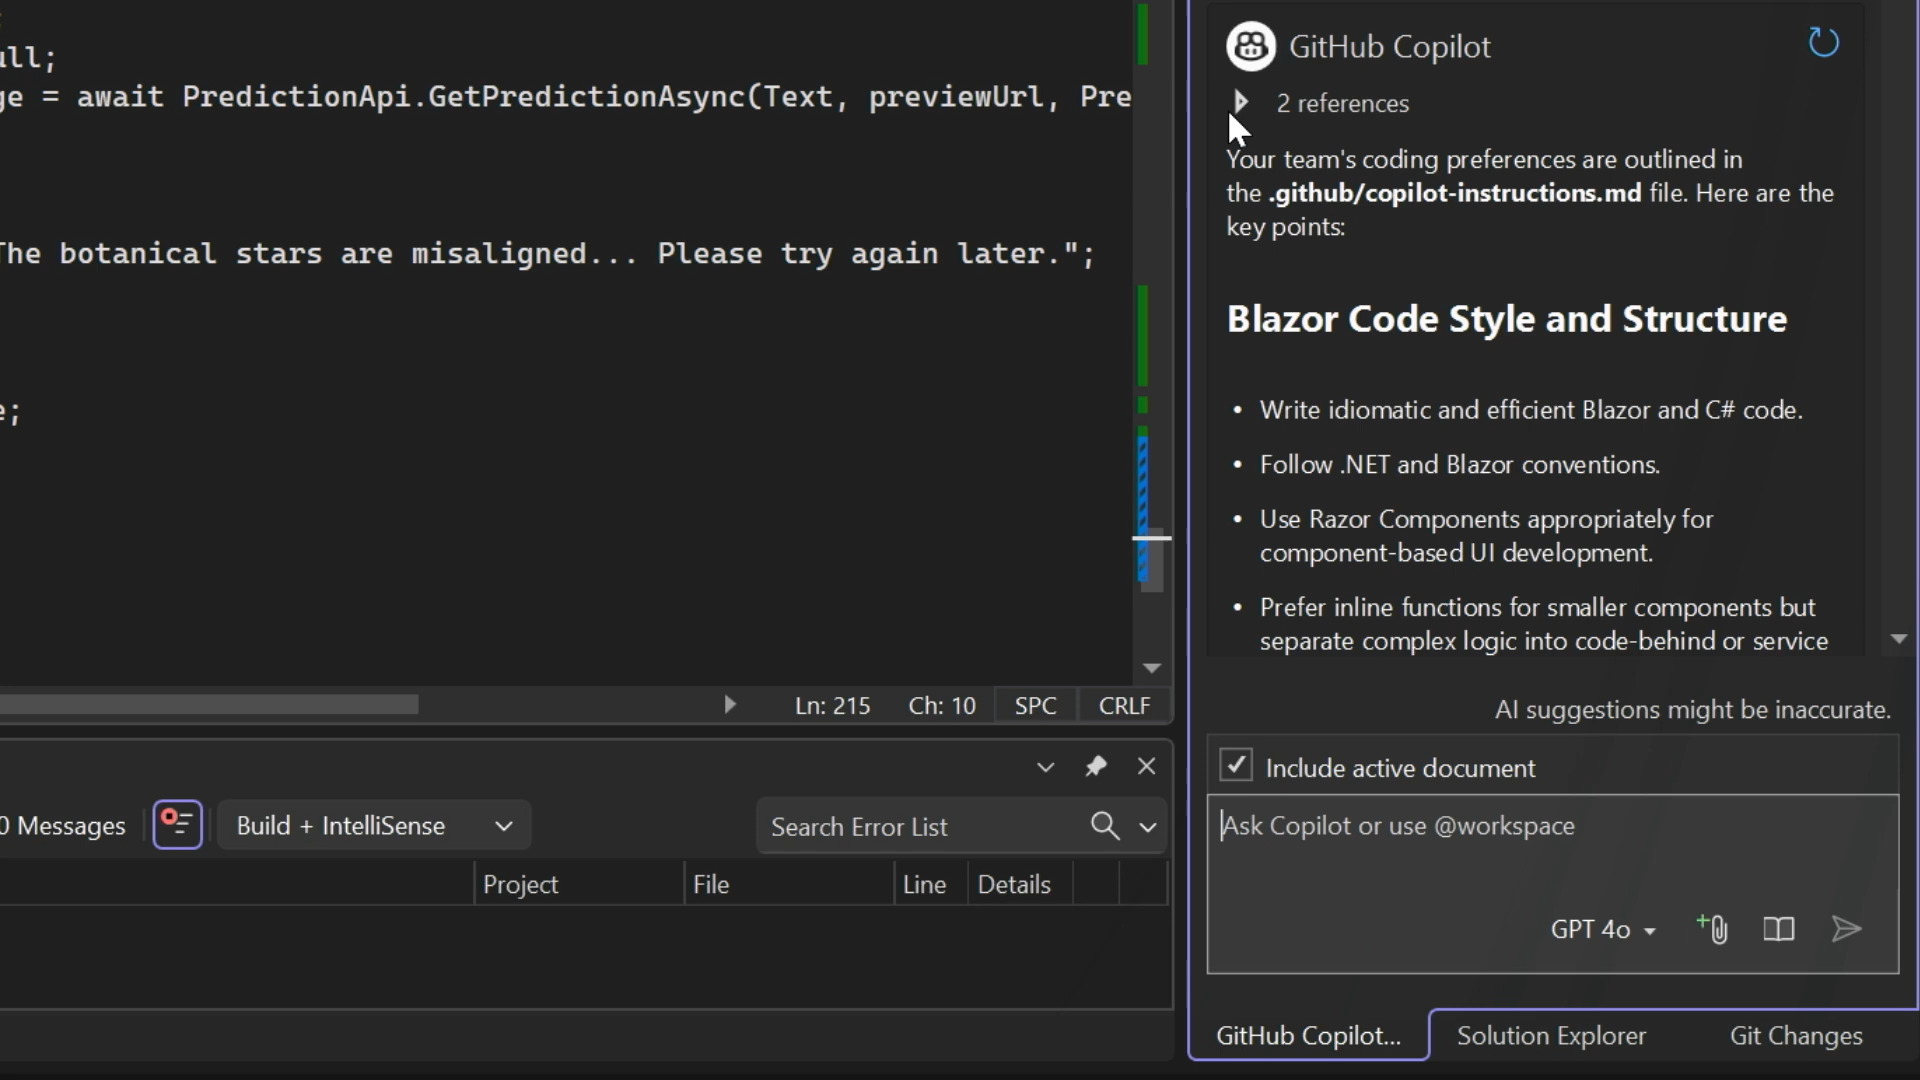 ull;
ge = await PredictionApi.GetPredictionAsync(Text, previewUrl, Pre
The botanical stars are misaligned... Please try again later.";
e;
Ln: 215 Ch: 10 SPC CRLF
0 Messages
Build + IntelliSense
Search Error List
Project File Line Details
GitHub Copilot
2 references
Your team's coding preferences are outlined in
the .github/copilot-instructions.md file. Here are the
key points:
Blazor Code Style and Structure
• Write idiomatic and efficient Blazor and C# code.
• Follow .NET and Blazor conventions.
• Use Razor Components appropriately for
component-based UI development.
• Prefer inline functions for smaller components but
separate complex logic into code-behind or service
AI suggestions might be inaccurate.
Include active document
Ask Copilot or use @workspace
GPT 4o
GitHub Copilot... Solution Explorer Git Changes